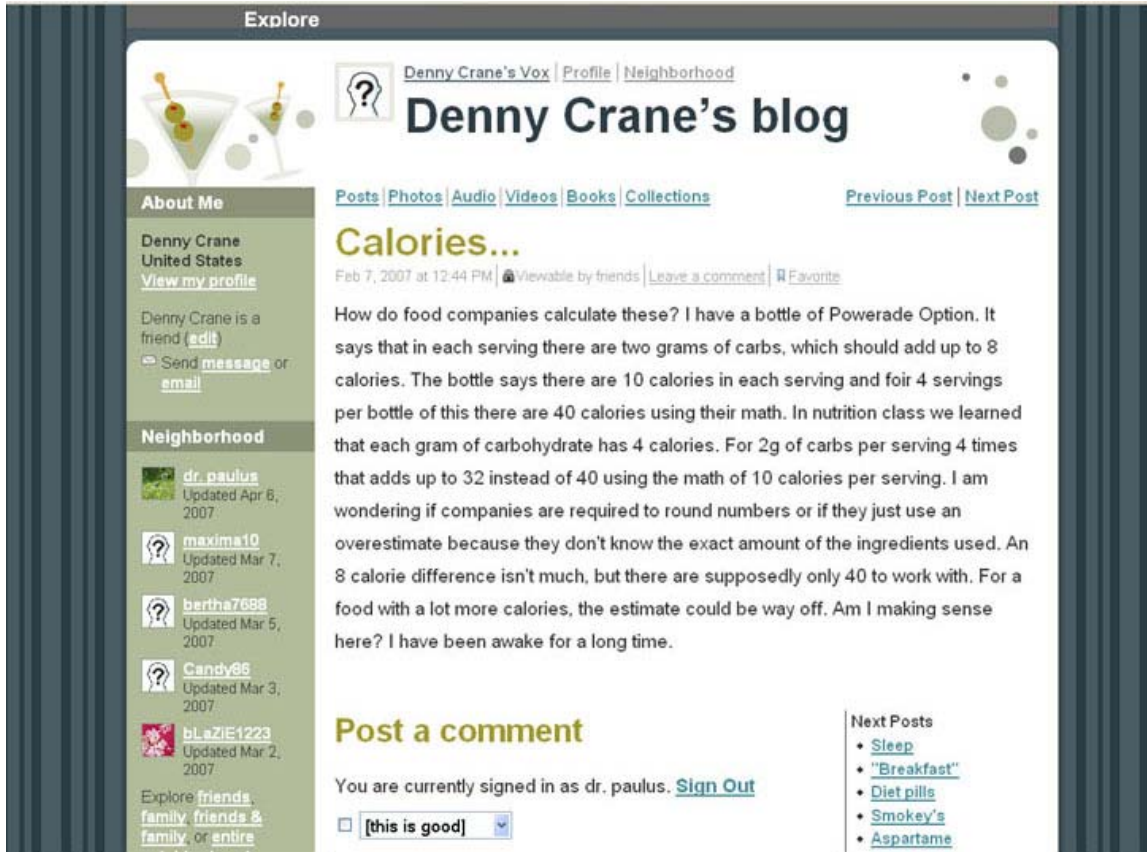 Explore
Denny Crane's Vox | Profile | Neighborhood
Denny Crane's blog
Posts | Photos | Audio | Videos | Books | Collections
Previous Post | Next Post
About Me
Denny Crane
United States
View my profile
Denny Crane is a
friend (edit)
Send message or
email
Neighborhood
dr. paulus
Updated Apr 6,
2007
maxima10
Updated Mar 7,
2007
bertha7688
Updated Mar 5,
2007
Candy86
Updated Mar 3,
2007
bLaZiE1223
Updated Mar 2,
2007
Explore friends,
family, friends &
family, or entire
Calories...
Feb 7, 2007 at 12:44 PM | Viewable by friends | Leave a comment | Favorite
How do food companies calculate these? I have a bottle of Powerade Option. It
says that in each serving there are two grams of carbs, which should add up to 8
calories. The bottle says there are 10 calories in each serving and foir 4 servings
per bottle of this there are 40 calories using their math. In nutrition class we learned
that each gram of carbohydrate has 4 calories. For 2g of carbs per serving 4 times
that adds up to 32 instead of 40 using the math of 10 calories per serving. I am
wondering if companies are required to round numbers or if they just use an
overestimate because they don't know the exact amount of the ingredients used. An
8 calorie difference isn't much, but there are supposedly only 40 to work with. For a
food with a lot more calories, the estimate could be way off. Am I making sense
here? I have been awake for a long time.
Post a comment
You are currently signed in as dr. paulus. Sign Out
[this is good]
Next Posts
Sleep
"Breakfast"
Diet pills
Smokey's
Aspartame